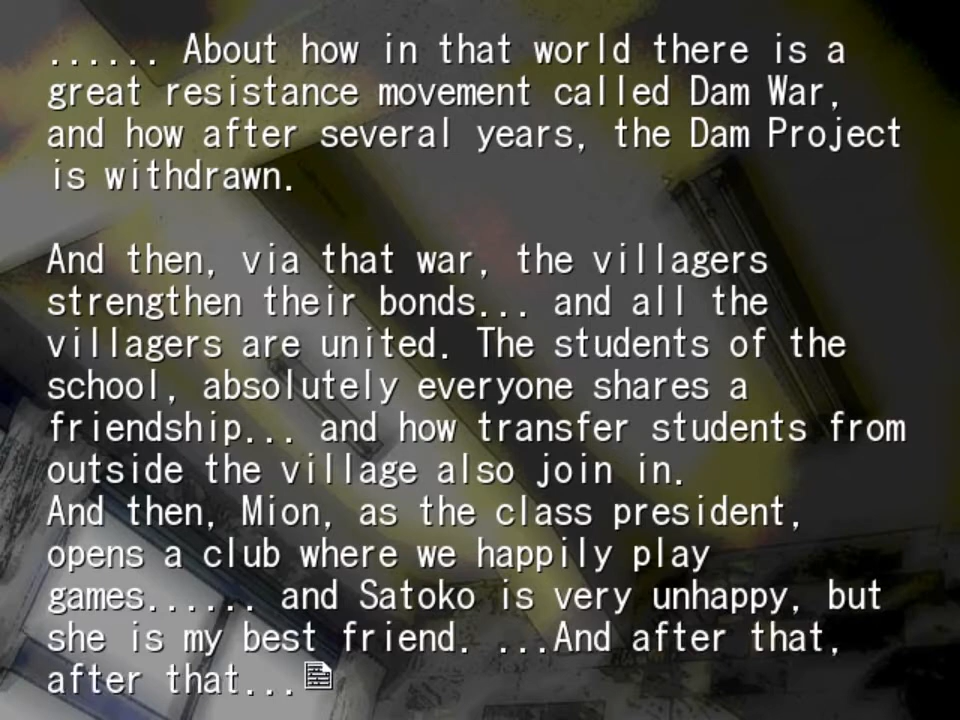 ...... About how in that world there is a
great resistance movement called Dam War,
and how after several years, the Dam Project
is withdrawn.
And then, via that war, the villagers
strengthen their bonds... and all the
villagers are united. The students of the
school, absolutely everyone shares a
friendship... and how transfer students from
outside the village also join in.
And then, Mion, as the class president,
opens a club where we happily play
games...... and Satoko is very unhappy, but
she is my best friend. ...And after that,
after that...